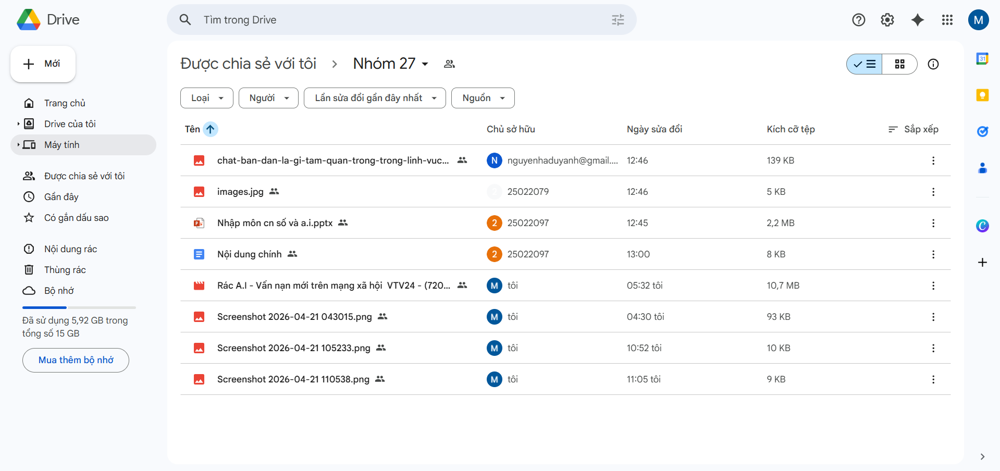 Drive
Tìm trong Drive
M
Mới
Trang chủ
Drive của tôi
Máy tính
Được chia sẻ với tôi
Gần đây
Có gắn dấu sao
Nội dung rác
Thùng rác
Bộ nhớ
Đã sử dụng 5,92 GB trong
tổng số 15 GB
Mua thêm bộ nhớ
Được chia sẻ với tôi
Nhóm 27
Loại
Người
Lần sửa đổi gần đây nhất
Nguồn
Tên
Chủ sở hữu
Ngày sửa đổi
Kích cỡ tệp
Sắp xếp
chat-ban-dan-la-gi-tam-quan-trong-trong-linh-vuc... N nguyenhaduyanh@gmail.... 12:46 139 KB
images.jpg 2 25022079 12:46 5 KB
P Nhập môn cn số và a.i.pptx 2 25022097 12:45 2,2 MB
Nội dung chính 2 25022097 13:00 8 KB
Rác A.I - Vấn nạn mới trên mạng xã hội VTV24 - (720... M tôi 05:32 tôi 10,7 MB
Screenshot 2026-04-21 043015.png M tôi 04:30 tôi 93 KB
Screenshot 2026-04-21 105233.png M tôi 10:52 tôi 10 KB
Screenshot 2026-04-21 110538.png M tôi 11:05 tôi 9 KB
31